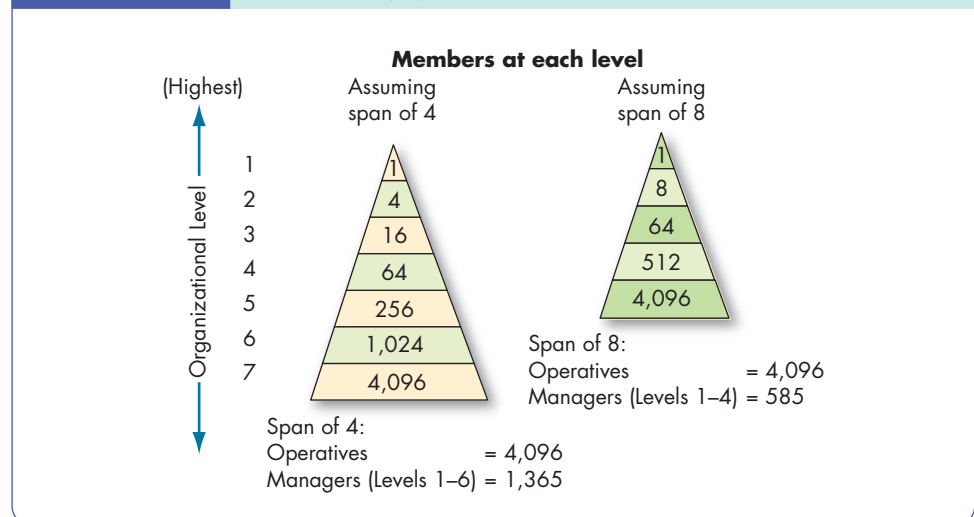 Members at each level
(Highest)
Assuming
span of 4
Assuming
span of 8
Organizational Level
1
2
3
4
5
6
7
1
4
16
64
256
1,024
4,096
1
8
64
512
4,096
Span of 8:
Operatives = 4,096
Managers (Levels 1–4) = 585
Span of 4:
Operatives = 4,096
Managers (Levels 1–6) = 1,365